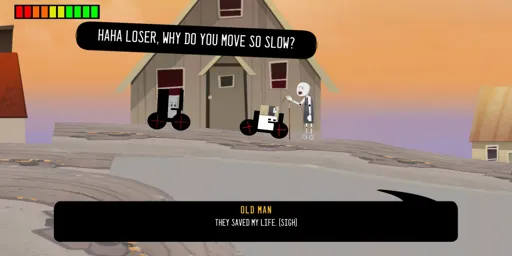 HAHA LOSER, WHY DO YOU MOVE SO SLOW?
OLD MAN
THEY SAVED MY LIFE. (SIGH)